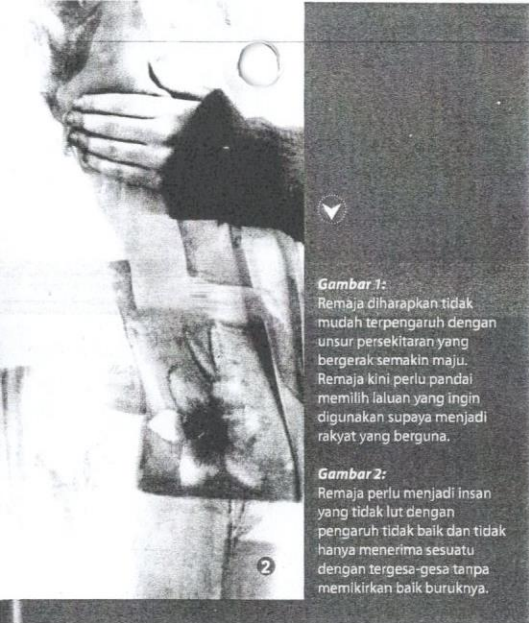 Gambar 1:
Remaja diharapkan tidak
mudah terpengaruh dengan
unsur persekitaran yang
bergerak semakin maju.
Remaja kini perlu pandai
memilih laluan yang ingin
digunakan supaya menjadi
rakyat yang berguna.
Gambar 2:
Remaja perlu menjadi insan
yang tidak lut dengan
pengaruh tidak baik dan tidak
hanya menerima sesuatu
dengan tergesa-gesa tanpa
memikirkan baik buruknya.
2